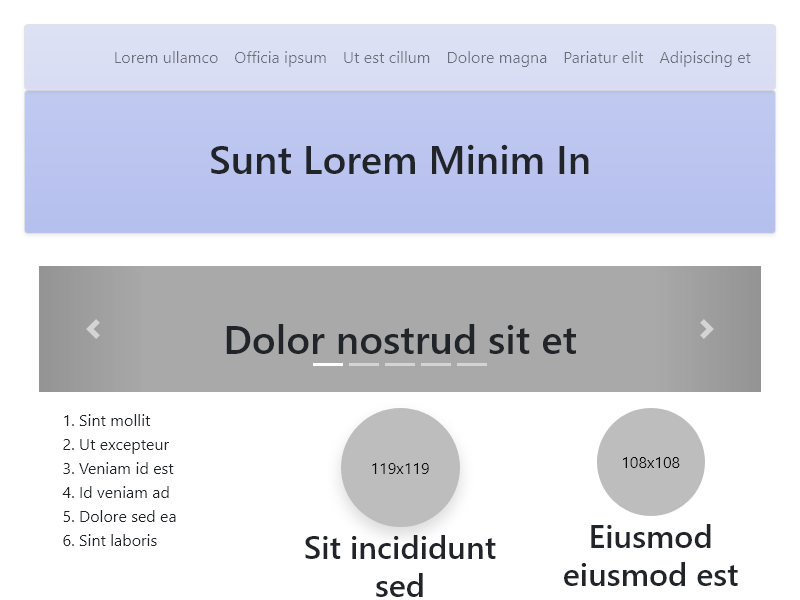 Lorem ullamco Officia ipsum Ut est cillum Dolore magna Pariatur elit Adipiscing et
Sunt Lorem Minim In
Dolor nostrud sit et
1. Sint mollit
2. Ut excepteur
3. Veniam id est
4. Id veniam ad
5. Dolore sed ea
6. Sint laboris
119x119
Sit incididunt
sed
108x108
Eiusmod
eiusmod est